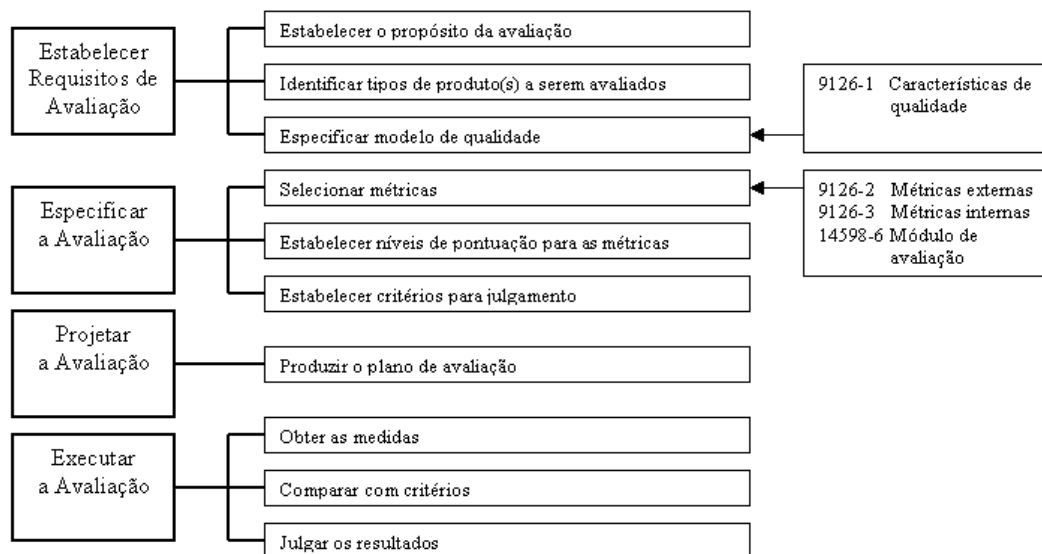 Estabelecer
Requisitos de
Avaliação
Estabelecer o propósito da avaliação
Identificar tipos de produto(s) a serem avaliados
Especificar modelo de qualidade
9126-1 Características de
qualidade
Especificar
a Avaliação
Selecionar métricas
Estabelecer níveis de pontuação para as métricas
Estabelecer critérios para julgamento
9126-2 Métricas externas
9126-3 Métricas internas
14598-6 Módulo de
avaliação
Projetar
a Avaliação
Produzir o plano de avaliação
Executar
a Avaliação
Obter as medidas
Comparar com critérios
Julgar os resultados